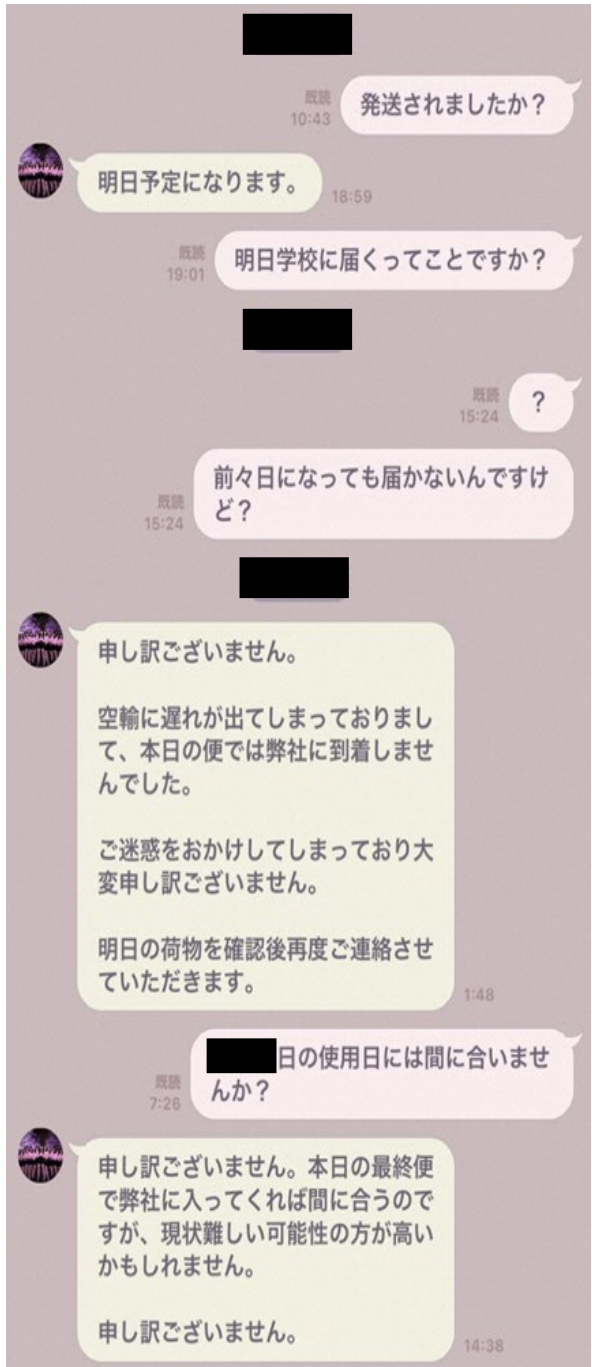 既読
10:43
発送されましたか？
明日予定になります。
18:59
既読
19:01
明日学校に届くってことですか？
既読
15:24
？
前々日になっても届かないんですけ
ど？
既読
15:24
申し訳ございません。
空輸に遅れが出てしまっておりまし
て、本日の便では弊社に到着しませ
んでした。
ご迷惑をおかけしてしまっており大
変申し訳ございません。
明日の荷物を確認後再度ご連絡させ
ていただきます。
1:48
日の使用日には間に合いませ
んか？
既読
7:26
申し訳ございません。本日の最終便
で弊社に入ってくれば間に合うので
すが、現状難しい可能性の方が高い
かもしれません。
申し訳ございません。
14:38